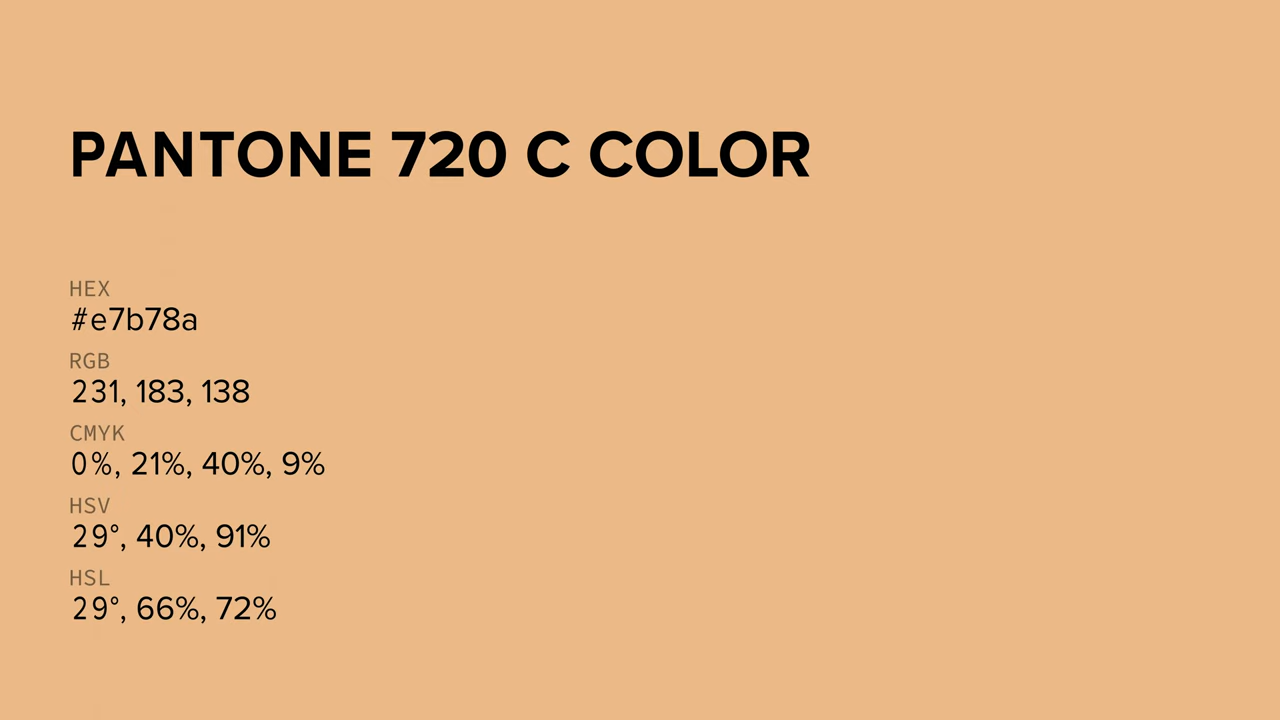 PANTONE 720 C COLOR
HEX
#e7b78a
RGB
231, 183, 138
CMYK
0%, 21%, 40%, 9%
HSV
29°, 40%, 91%
HSL
29°, 66%, 72%